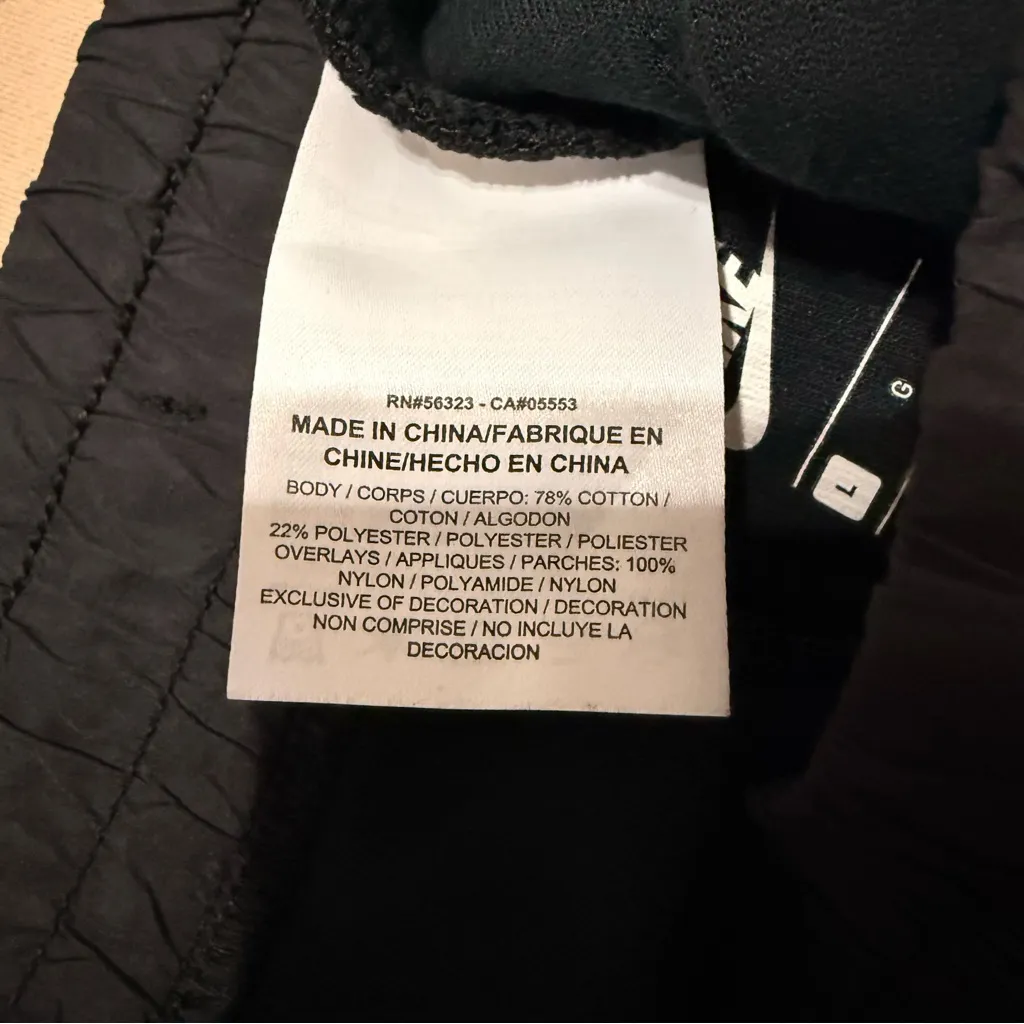 RN#56323 - CA#05553
MADE IN CHINA/FABRIQUE EN
CHINE/HECHO EN CHINA
BODY / CORPS / CUERPO: 78% COTTON /
COTON / ALGODON
22% POLYESTER / POLYESTER / POLIESTER
OVERLAYS / APPLIQUES / PARCHES: 100%
NYLON / POLYAMIDE / NYLON
EXCLUSIVE OF DECORATION / DECORATION
NON COMPRISE / NO INCLUYE LA
DECORACION
G
L